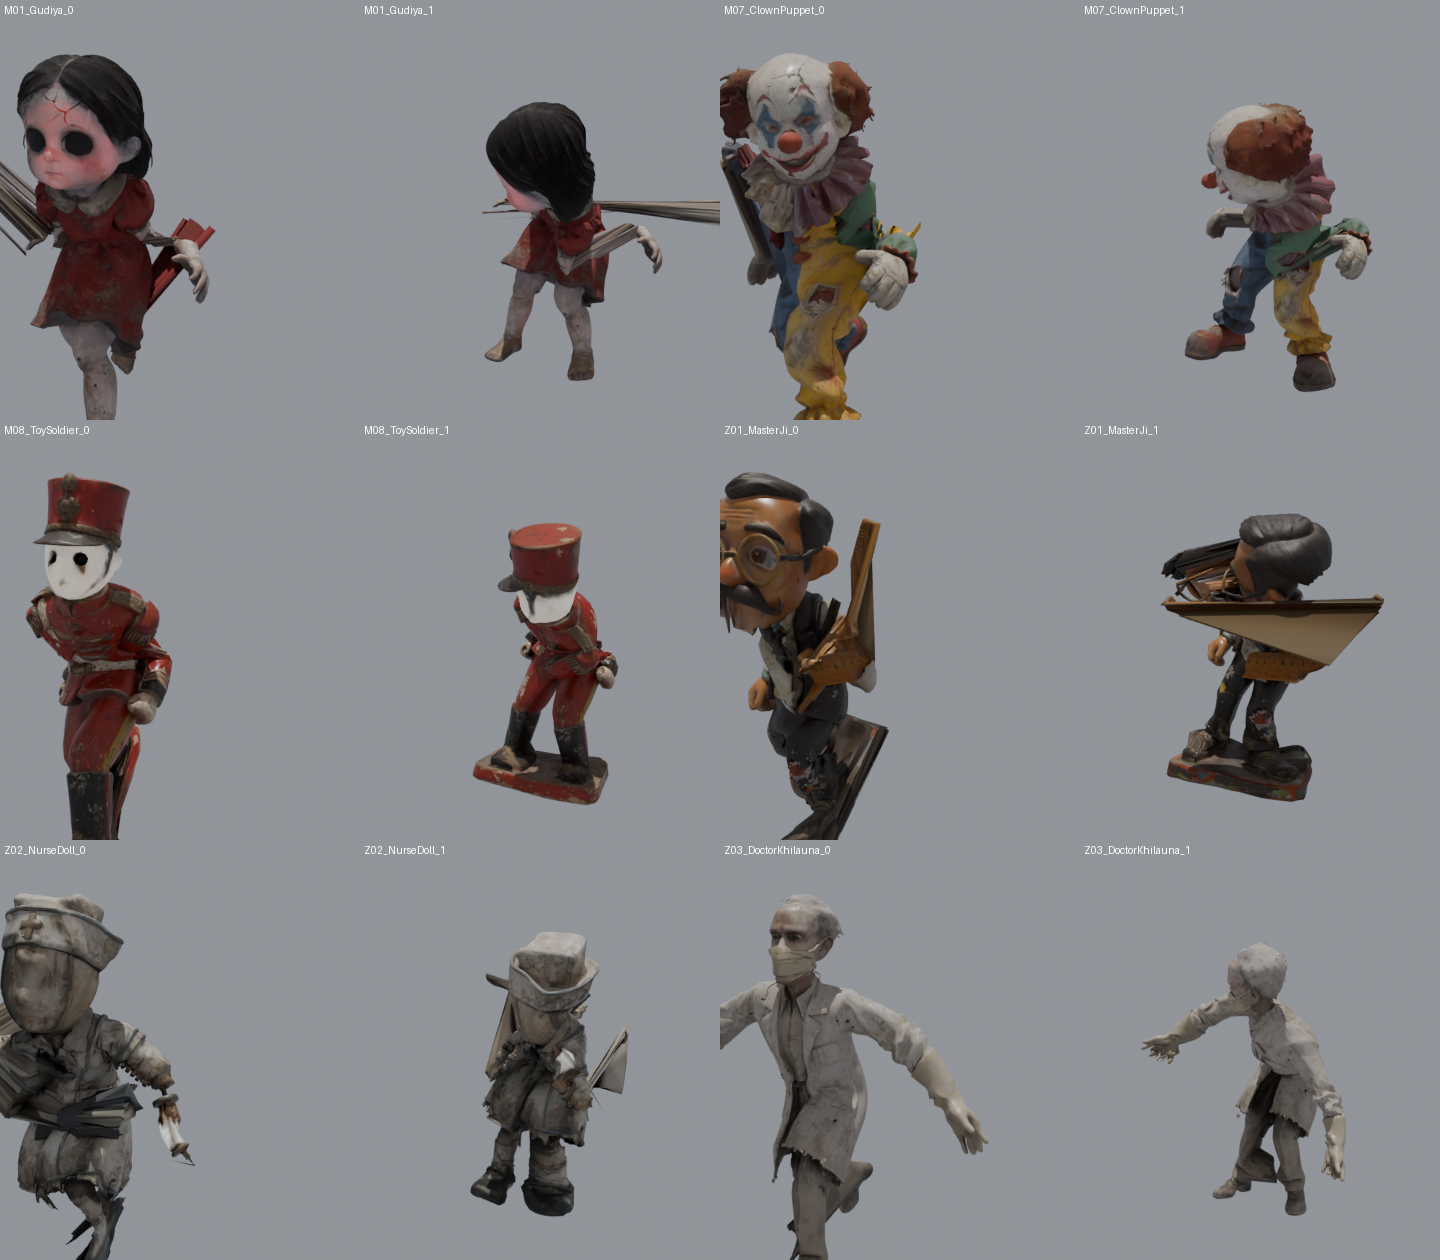 M01_Gudiya_0
M01_Gudiya_1
M07_ClownPuppet_0
M07_ClownPuppet_1
M08_ToySoldier_0
M08_ToySoldier_1
Z01_MasterJi_0
Z01_MasterJi_1
Z02_NurseDoll_0
Z02_NurseDoll_1
Z03_DoctorKhilauna_0
Z03_DoctorKhilauna_1